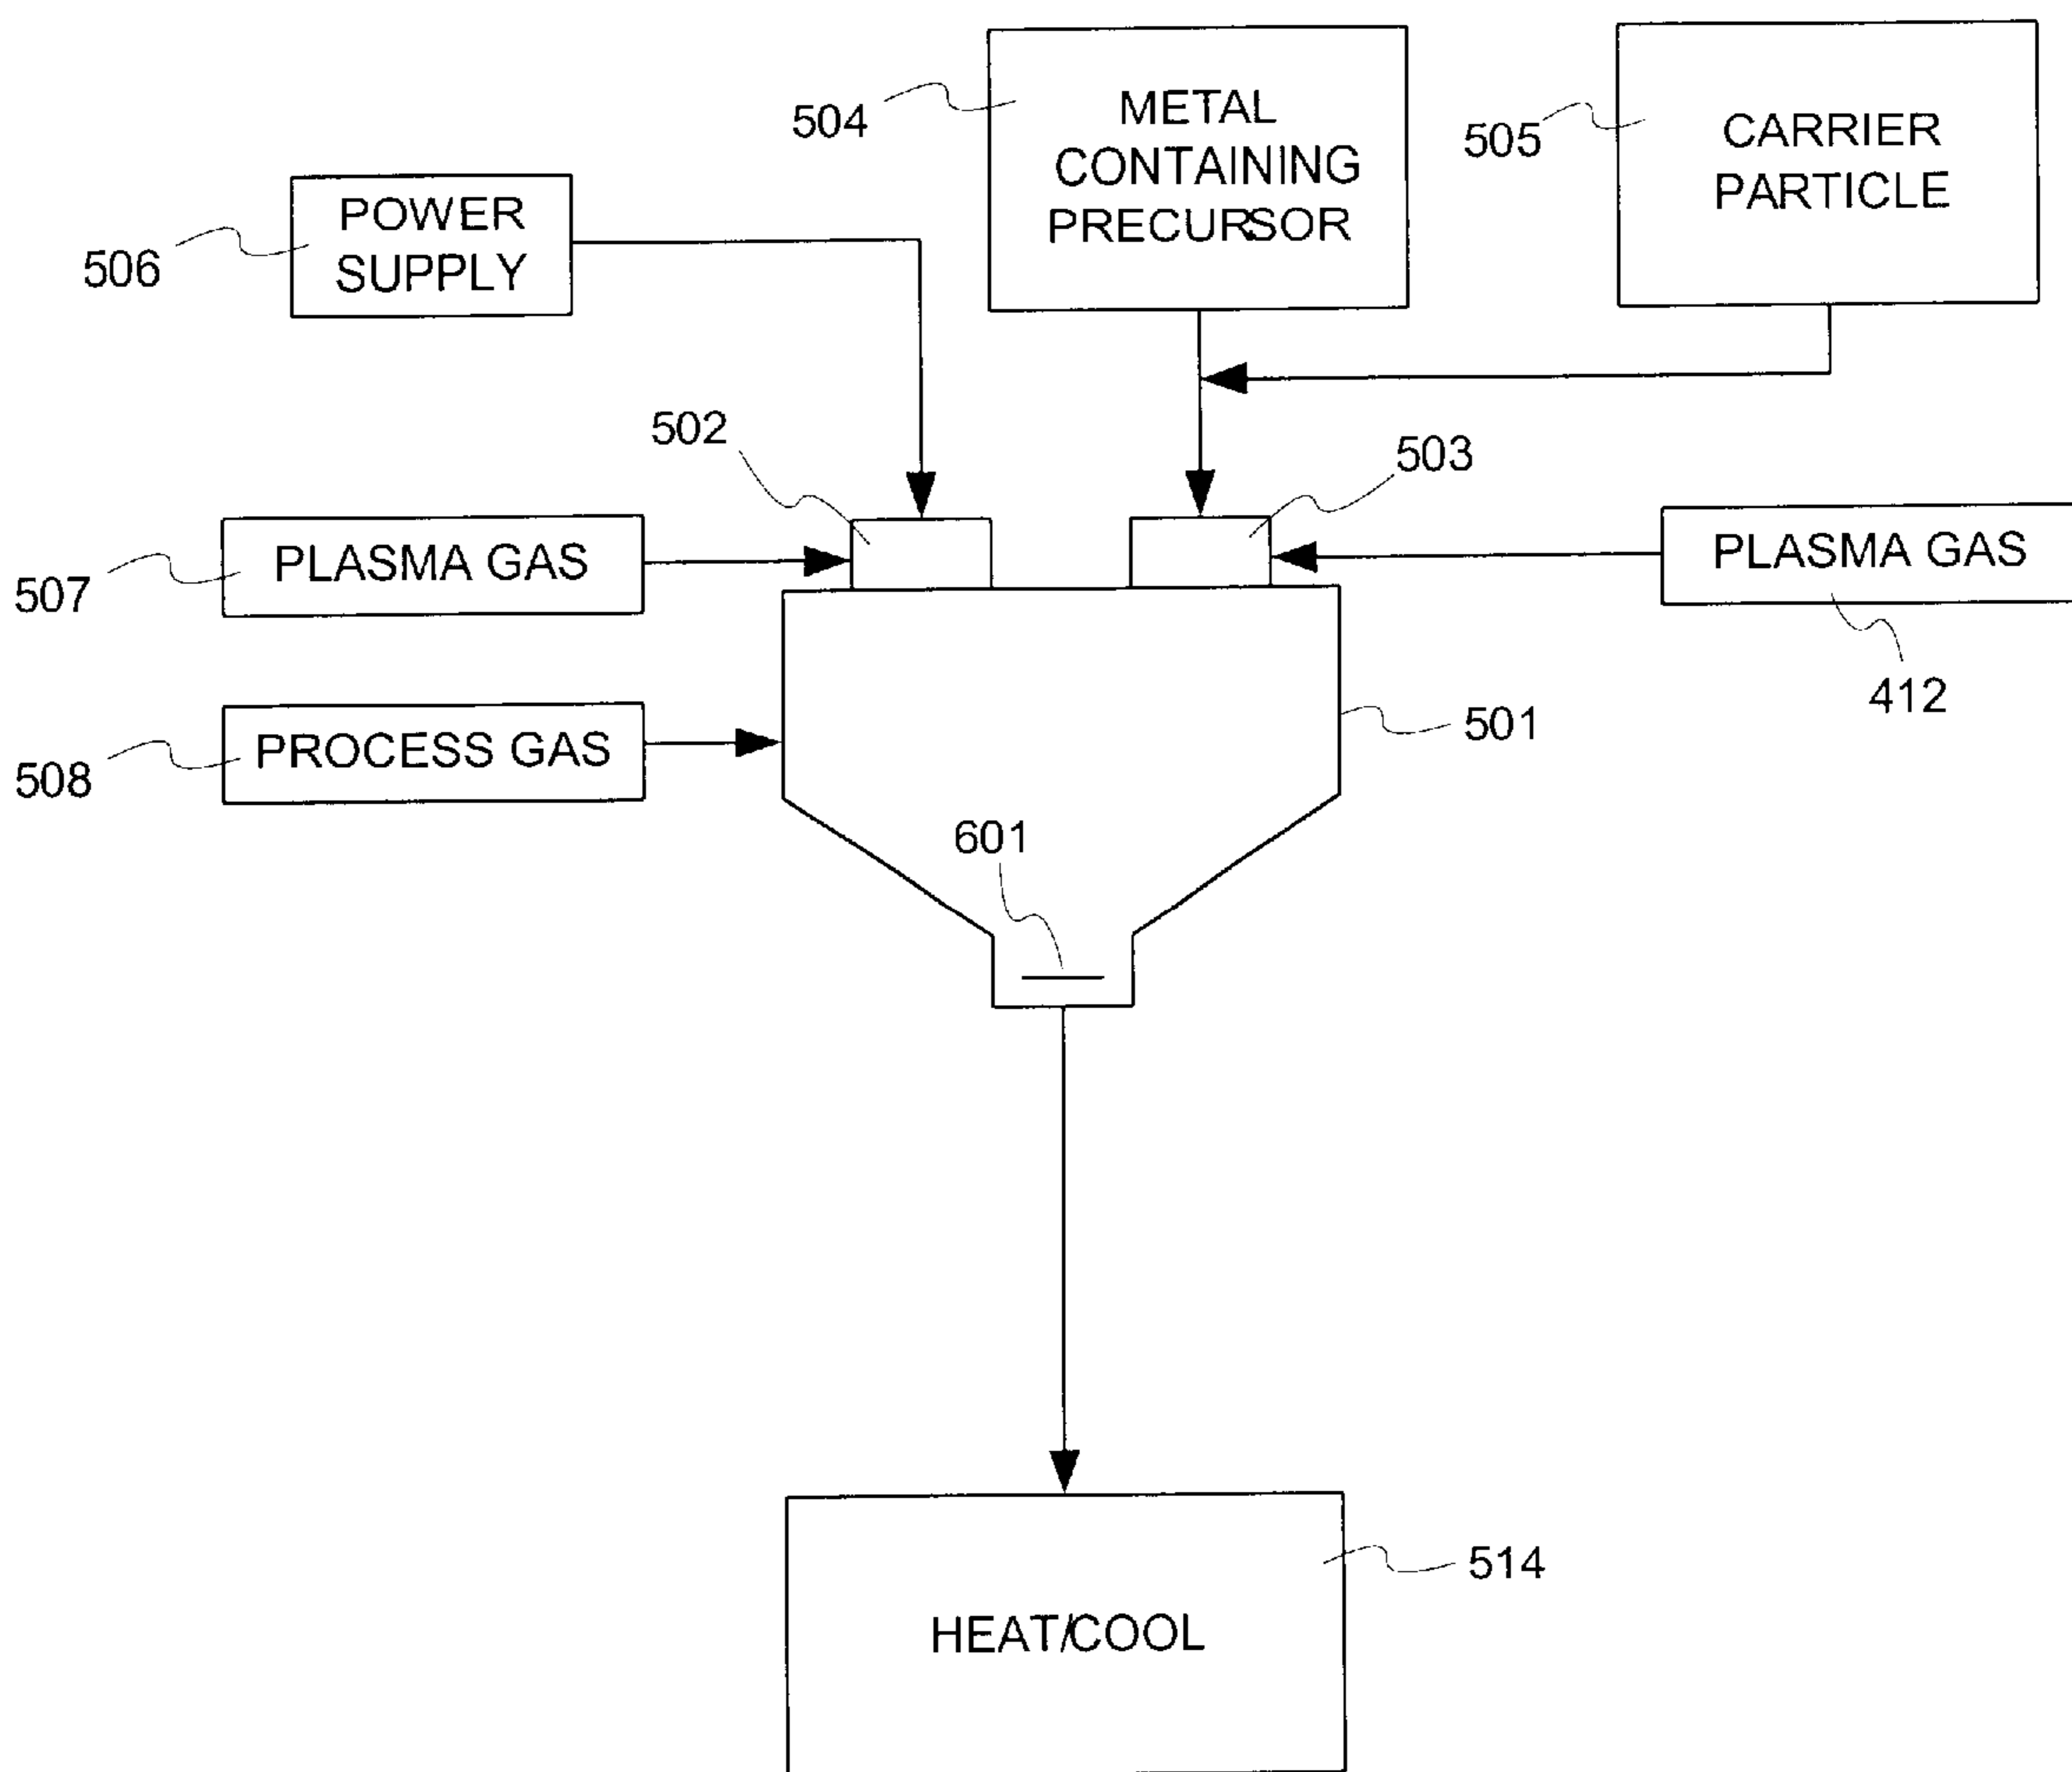 504
METAL
CONTAINING
PRECURSOR
505
CARRIER
PARTICLE
506
POWER
SUPPLY
502
503
507
PLASMA GAS
PLASMA GAS
412
508
PROCESS GAS
501
601
514
HEAT/COOL